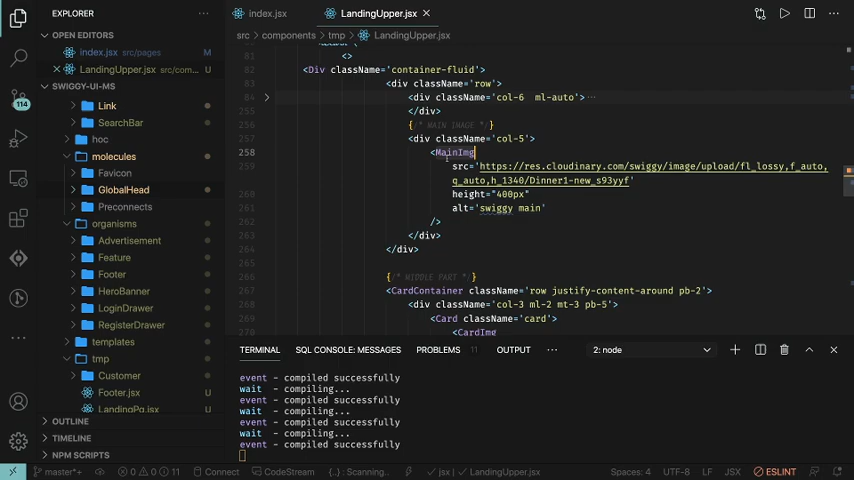 EXPLORER
index.jsx
LandingUpper.jsx
OPEN EDITORS
index.jsx src/pages M
LandingUpper.jsx src/com... U
src > components > tmp > LandingUpper.jsx
SWIGGY-UI-MS
Link
SearchBar
hoc
molecules
Favicon
GlobalHead
Preconnects
organisms
Advertisement
Feature
Footer
HeroBanner
LoginDrawer
RegisterDrawer
templates
tmp
Customer
Footer.jsx
LandingPg.jsx
OUTLINE
TIMELINE
NPM SCRIPTS
114
81 <>
82 <Div className='container-fluid'>
83 <div className='row'>
84 <div className='col-6 ml-auto'> ...
255 </div>
256 {/* MAIN IMAGE */}
257 <div className='col-5'>
258 <MainImg
259 src='https://res.cloudinary.com/swiggy/image/upload/fl_lossy,f_auto,
q_auto,h_1340/Dinner1-new_s93yyf'
260 height="400px"
261 alt='swiggy main'
262 />
263 </div>
264 </div>
265
266 {/* MIDDLE PART */}
267 <CardContainer className='row justify-content-around pb-2'>
268 <div className='col-3 ml-2 mt-3 pb-5'>
269 <Card className='card'>
270 <CardImg
TERMINAL SQL CONSOLE: MESSAGES PROBLEMS 11 OUTPUT ... 2: node
event - compiled successfully
wait - compiling...
event - compiled successfully
wait - compiling...
event - compiled successfully
wait - compiling...
event - compiled successfully
master*+ 0 0 11 Connect CodeStream {..} : Scanning.. jsx | LandingUpper.jsx Spaces: 4 UTF-8 LF JSX ESLINT